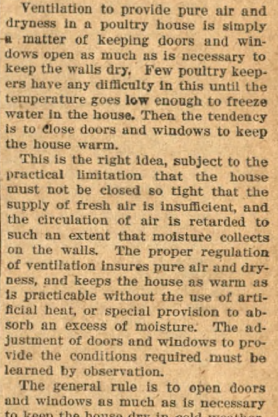 Ventilation to provide pure air and
dryness in a poultry house is simply
a matter of keeping doors and win-
dows open as much as is necessary to
keep the walls dry. Few poultry keep-
ers have any difficulty in this until the
temperature goes low enough to freeze
water in the house. Then the tendency
is to close doors and windows to keep
the house warm.
This is the right idea, subject to the
practical limitation that the house
must not be closed so tight that the
supply of fresh air is insufficient, and
the circulation of air is retarded to
such an extent that moisture collects
on the walls. The proper regulation
of ventilation insures pure air and dry-
ness, and keeps the house as warm as
is practicable without the use of arti-
ficial heat, or special provision to ab-
sorb an excess of moisture. The ad-
justment of doors and windows to pro-
vide the conditions required must be
learned by observation.
The general rule is to open doors
and windows as much as is necessary
to keep the house dry in cold weather